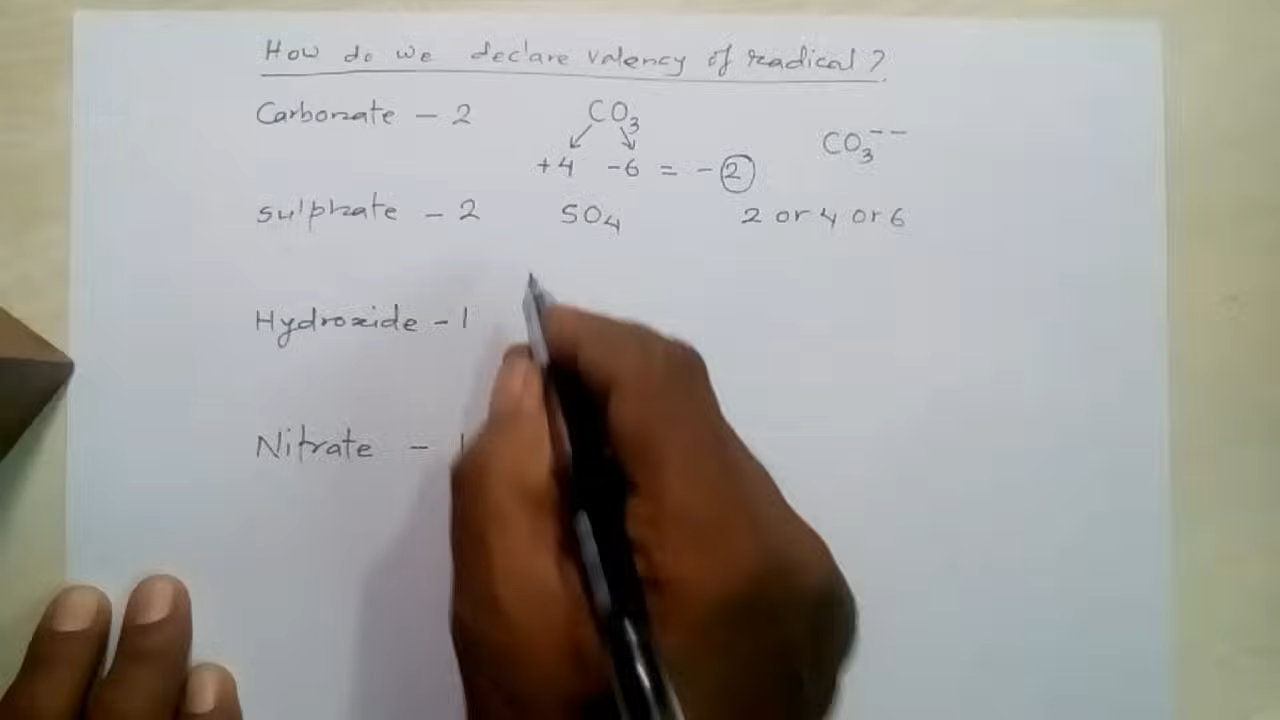 How do we declare valency of radical?
Carbonate - 2 CO3 CO3--
+4 -6 = -2
sulphate - 2 SO4 2 or 4 or 6
Hydroxide - 1
Nitrate - 1